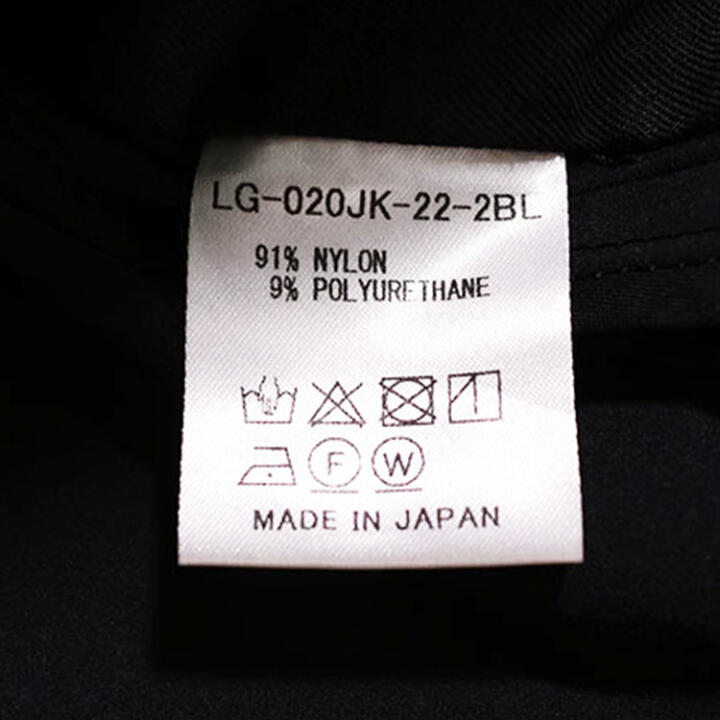 LG-020JK-22-2BL
91% NYLON
9% POLYURETHANE
F W
MADE IN JAPAN